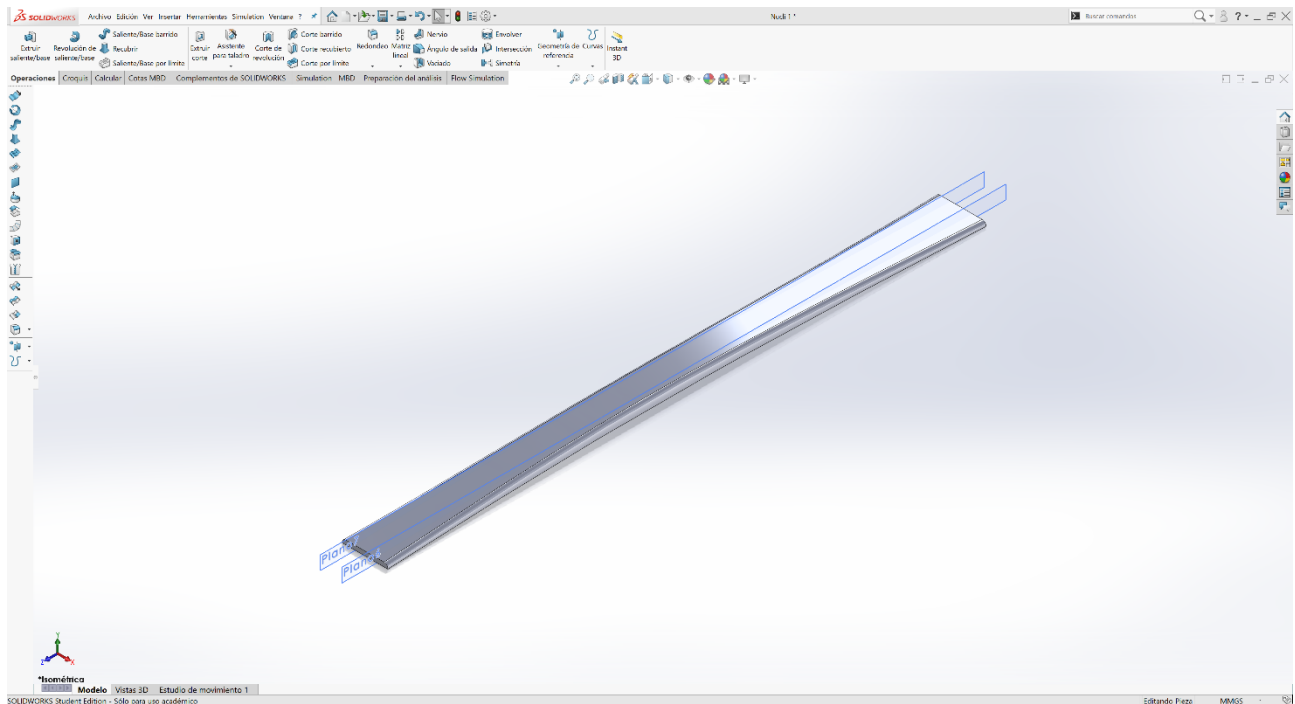 SOLIDWORKS Archivo Edición Ver Insertar Herramientas Simulation Ventana ? Nock 1 * Buscar comandos ?
Extruir saliente/base
Revolución de saliente/base
Saliente/Base barrido
Recubrir
Saliente/Base por límite
Extruir corte
Asistente para taladro
Corte de revolución
Corte barrido
Corte recubierto
Corte por límite
Redondeo
Matriz lineal
Nervio
Ángulo de salida
Vaciado
Envolver
Intersección
Simetría
Geometría de referencia
Curvas
Instant 3D
Operaciones Croquis Calcular Cotas MBD Complementos de SOLIDWORKS Simulation MBD Preparación del análisis Flow Simulation
Y
Z
X
*Isométrica
Modelo Vistas 3D Estudio de movimiento 1
SOLIDWORKS Student Edition - Sólo para uso académico Editando Pieza MMGS